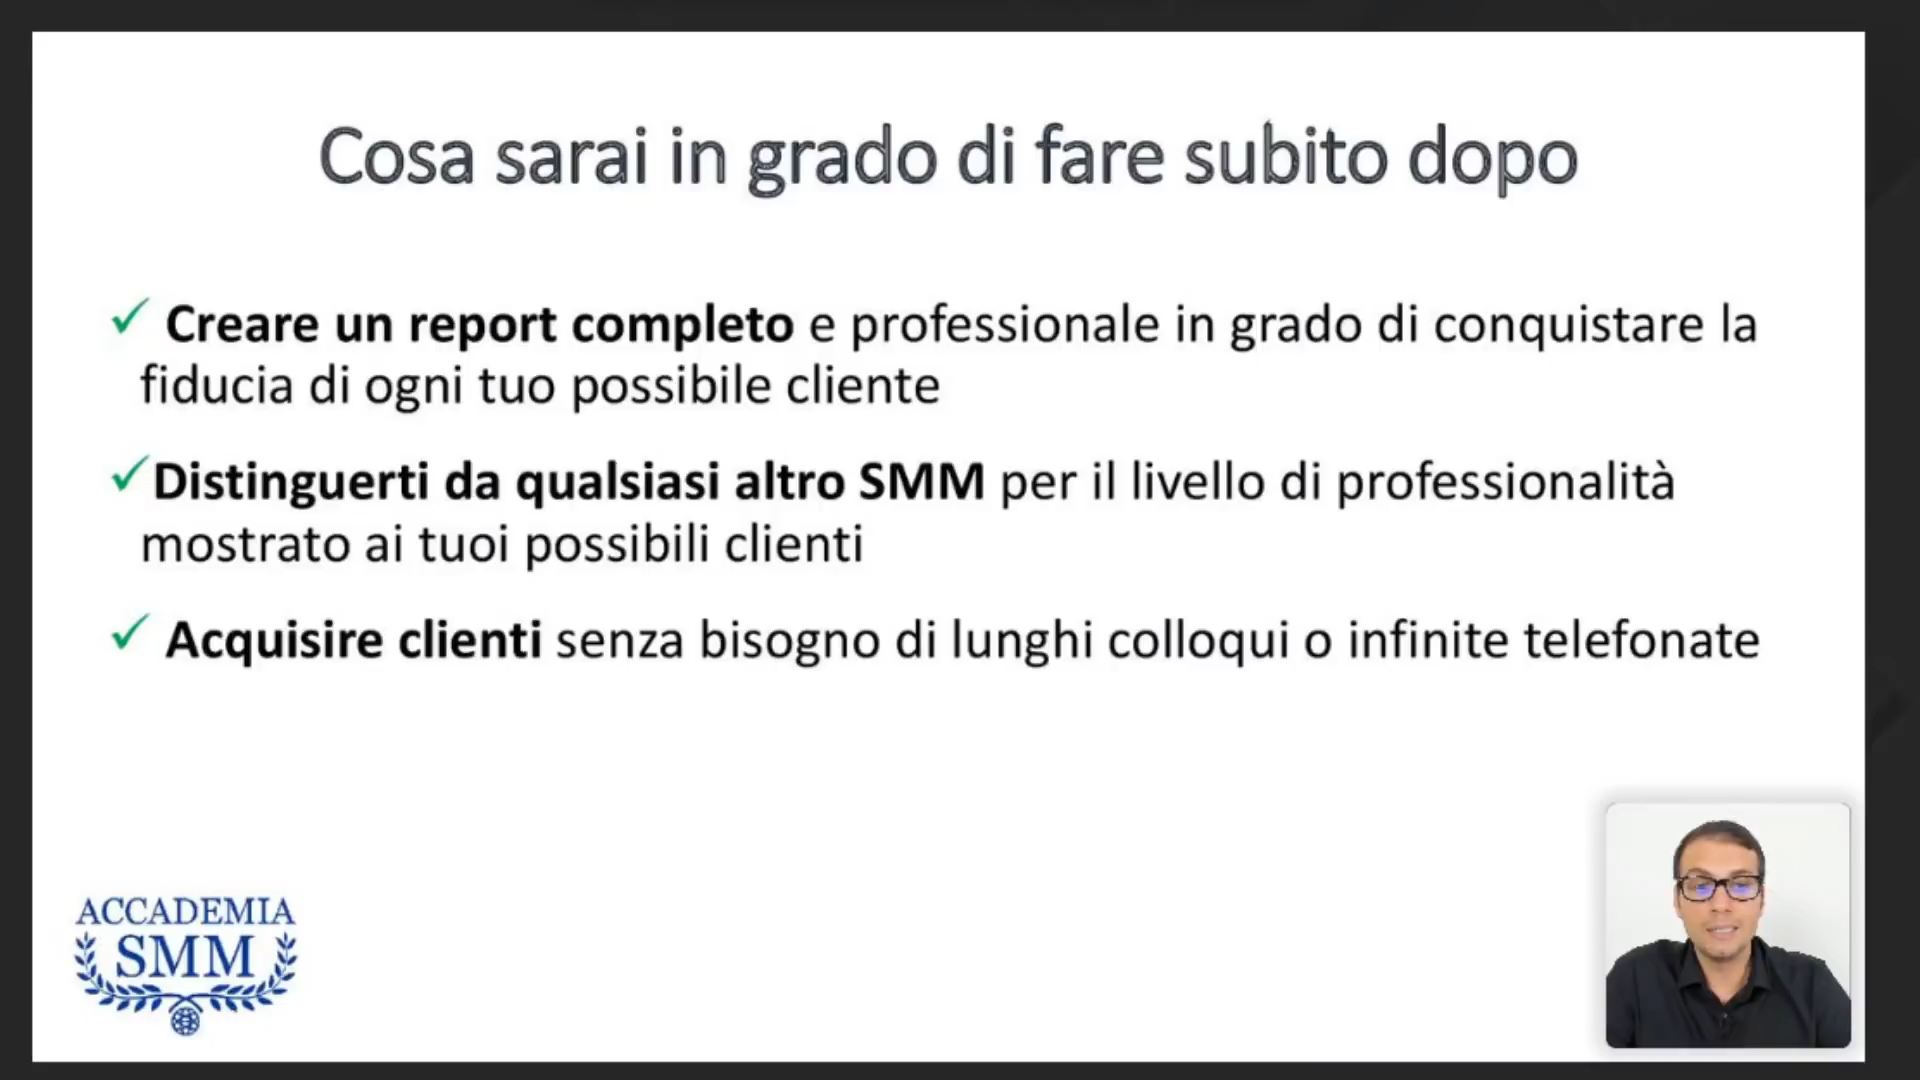 Cosa sarai in grado di fare subito dopo
✓ Creare un report completo e professionale in grado di conquistare la
fiducia di ogni tuo possibile cliente
✓Distinguerti da qualsiasi altro SMM per il livello di professionalità
mostrato ai tuoi possibili clienti
✓ Acquisire clienti senza bisogno di lunghi colloqui o infinite telefonate
ACCADEMIA
SMM